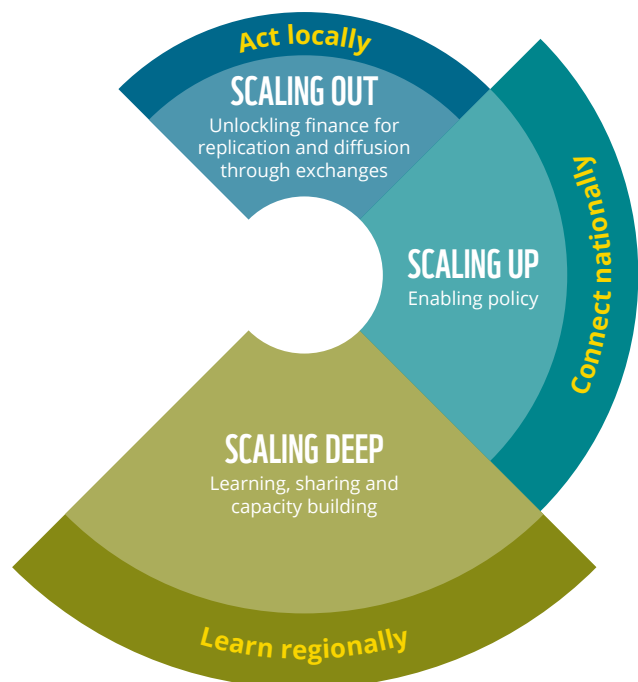 Act locally
SCALING OUT
Unlockling finance for
replication and diffusion
through exchanges
Connect nationally
SCALING UP
Enabling policy
SCALING DEEP
Learning, sharing and
capacity building
Learn regionally